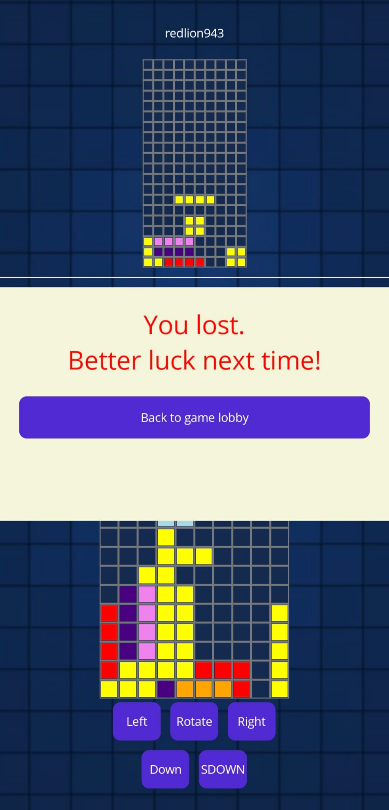 redlion943
You lost.
Better luck next time!
Back to game lobby
Left
Rotate
Right
Down
SDOWN